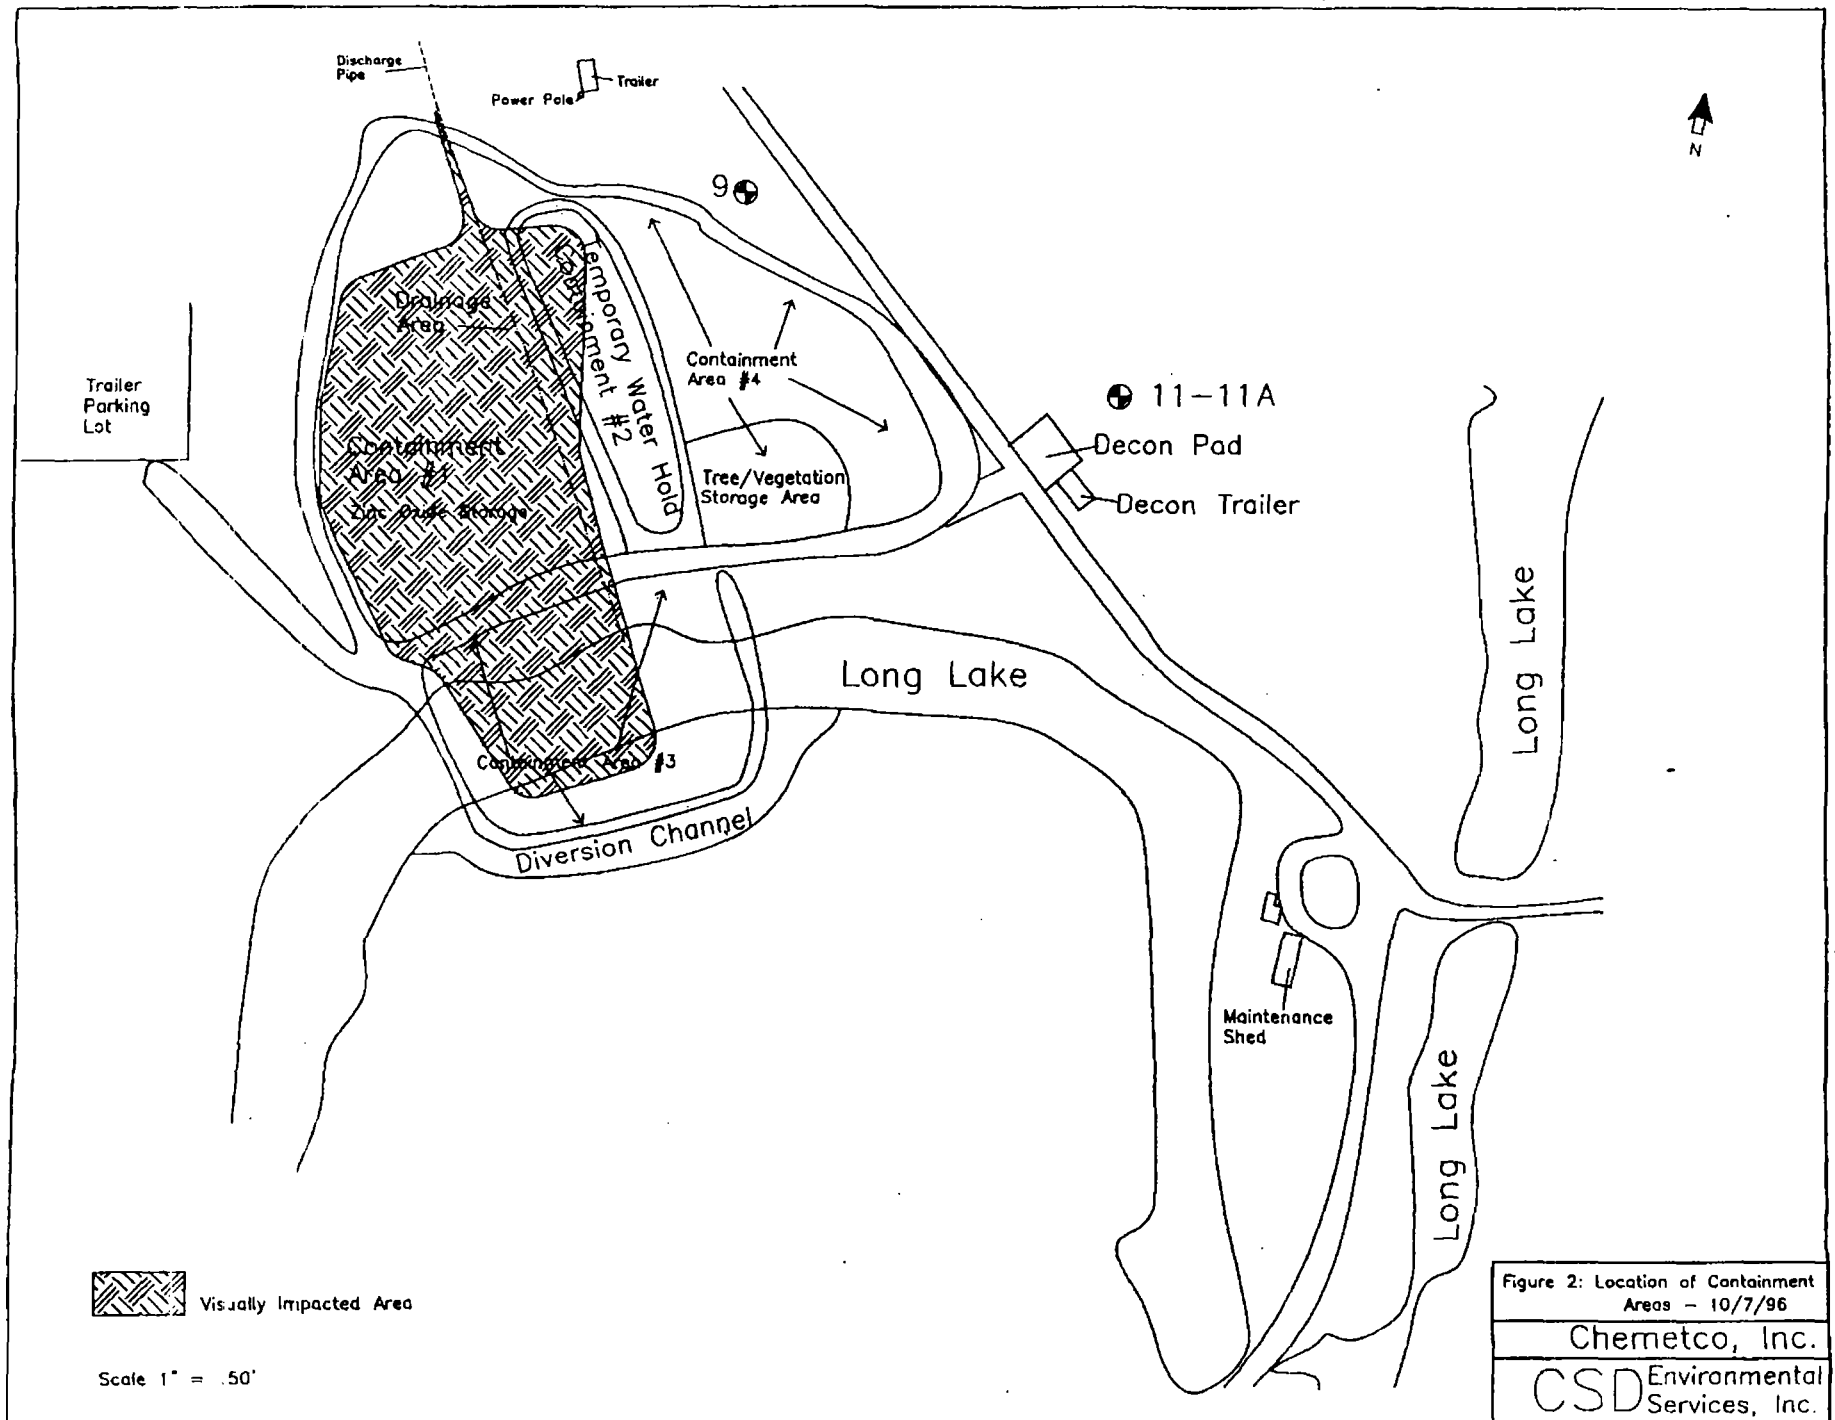 Discharge
Pipe
Power Pole
Trailer
N
9
Trailer
Parking
Lot
Drainage
Area
Temporary Water Hold
Containment #2
Containment
Area #4
Tree/Vegetation
Storage Area
11-11A
Decon Pad
Decon Trailer
Containment
Area #1
Zinc Oxide Storage
Long Lake
Long Lake
Containment Area #3
Diversion Channel
Maintenance
Shed
Long Lake
Visually Impacted Area
Scale 1" = .50'
Figure 2: Location of Containment
Areas - 10/7/96
Chemetco, Inc.
CSD Environmental
Services, Inc.